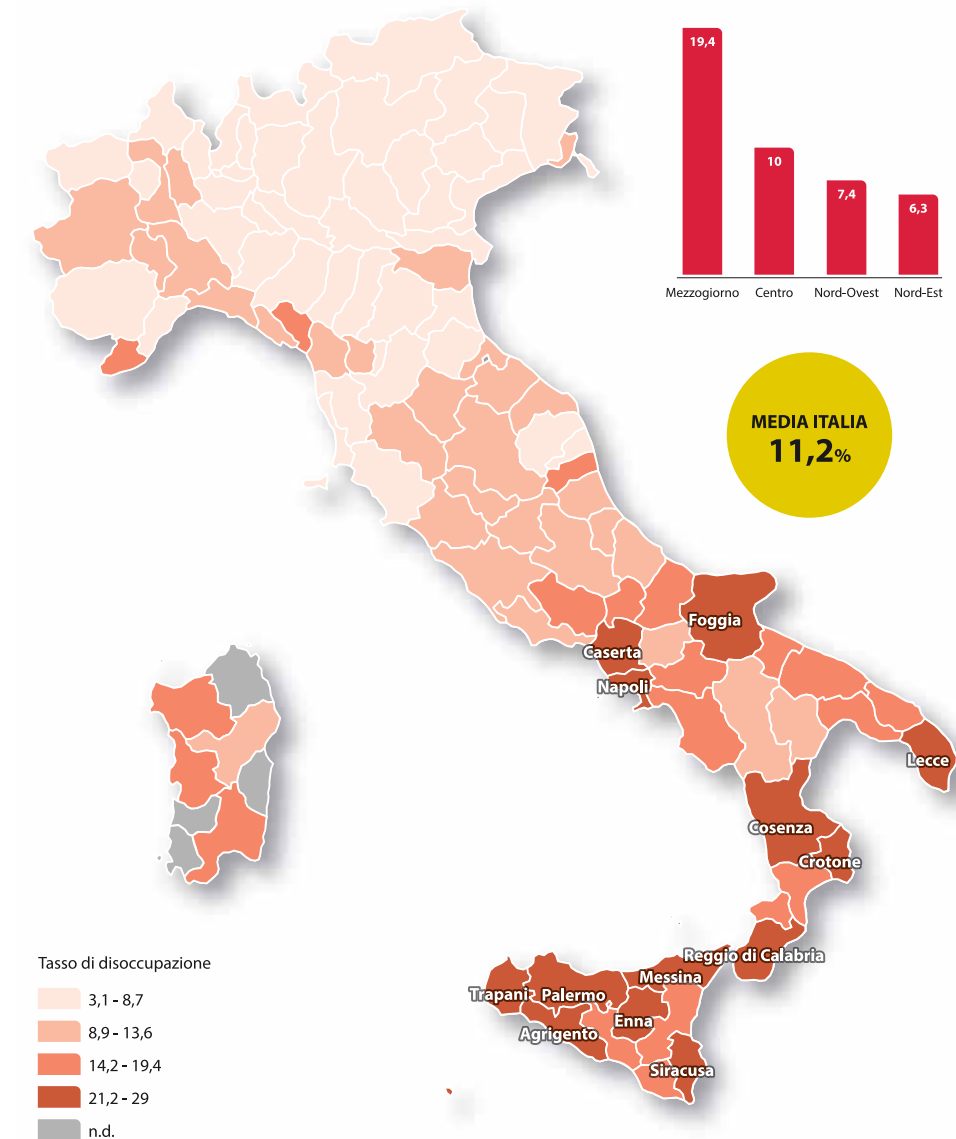 19,4
10
7,4
6,3
Mezzogiorno
Centro
Nord-Ovest
Nord-Est
MEDIA ITALIA
11,2%
Foggia
Caserta
Napoli
Lecce
Cosenza
Crotone
Reggio di Calabria
Messina
Trapani
Palermo
Enna
Agrigento
Siracusa
Tasso di disoccupazione
3,1 - 8,7
8,9 - 13,6
14,2 - 19,4
21,2 - 29
n.d.